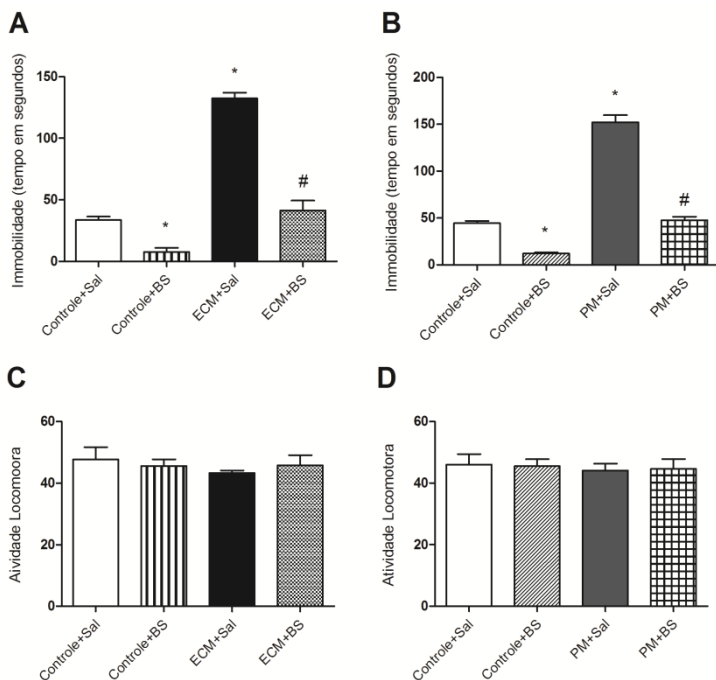 A
Immobilidade (tempo em segundos)
150
100
50
0
*
*
#
Controle+Sal
Controle+BS
ECM+Sal
ECM+BS
B
Immobilidade (tempo em segundos)
200
150
100
50
0
*
*
#
Controle+Sal
Controle+BS
PM+Sal
PM+BS
C
Aividade Locomoora
60
40
20
0
Controle+Sal
Controle+BS
ECM+Sal
ECM+BS
D
Atividade Locomotora
60
40
20
0
Controle+Sal
Controle+BS
PM+Sal
PM+BS